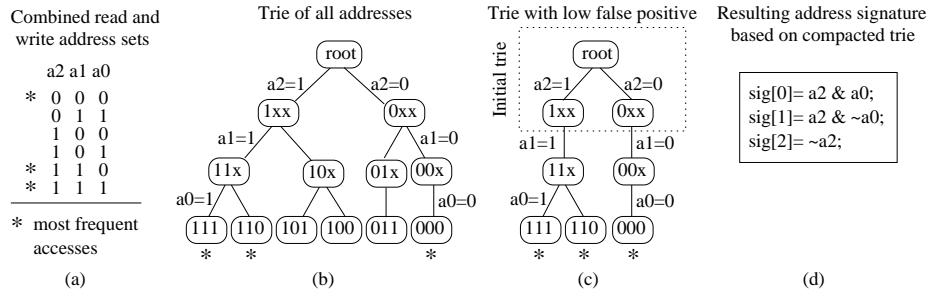 Combined read and
write address sets
a2 a1 a0
* 0 0 0
0 1 1
1 0 0
1 0 1
* 1 1 0
* 1 1 1
* most frequent
accesses
(a)
Trie of all addresses
root
a2=1 a2=0
1xx 0xx
a1=1 a1=0
11x 10x 01x 00x
a0=1 a0=0
111 110 101 100 011 000
* * *
(b)
Trie with low false positive
Initial trie
root
a2=1 a2=0
1xx 0xx
a1=1 a1=0
11x 00x
a0=1 a0=0
111 110 000
* * *
(c)
Resulting address signature
based on compacted trie
sig[0]= a2 & a0;
sig[1]= a2 & ~a0;
sig[2]= ~a2;
(d)